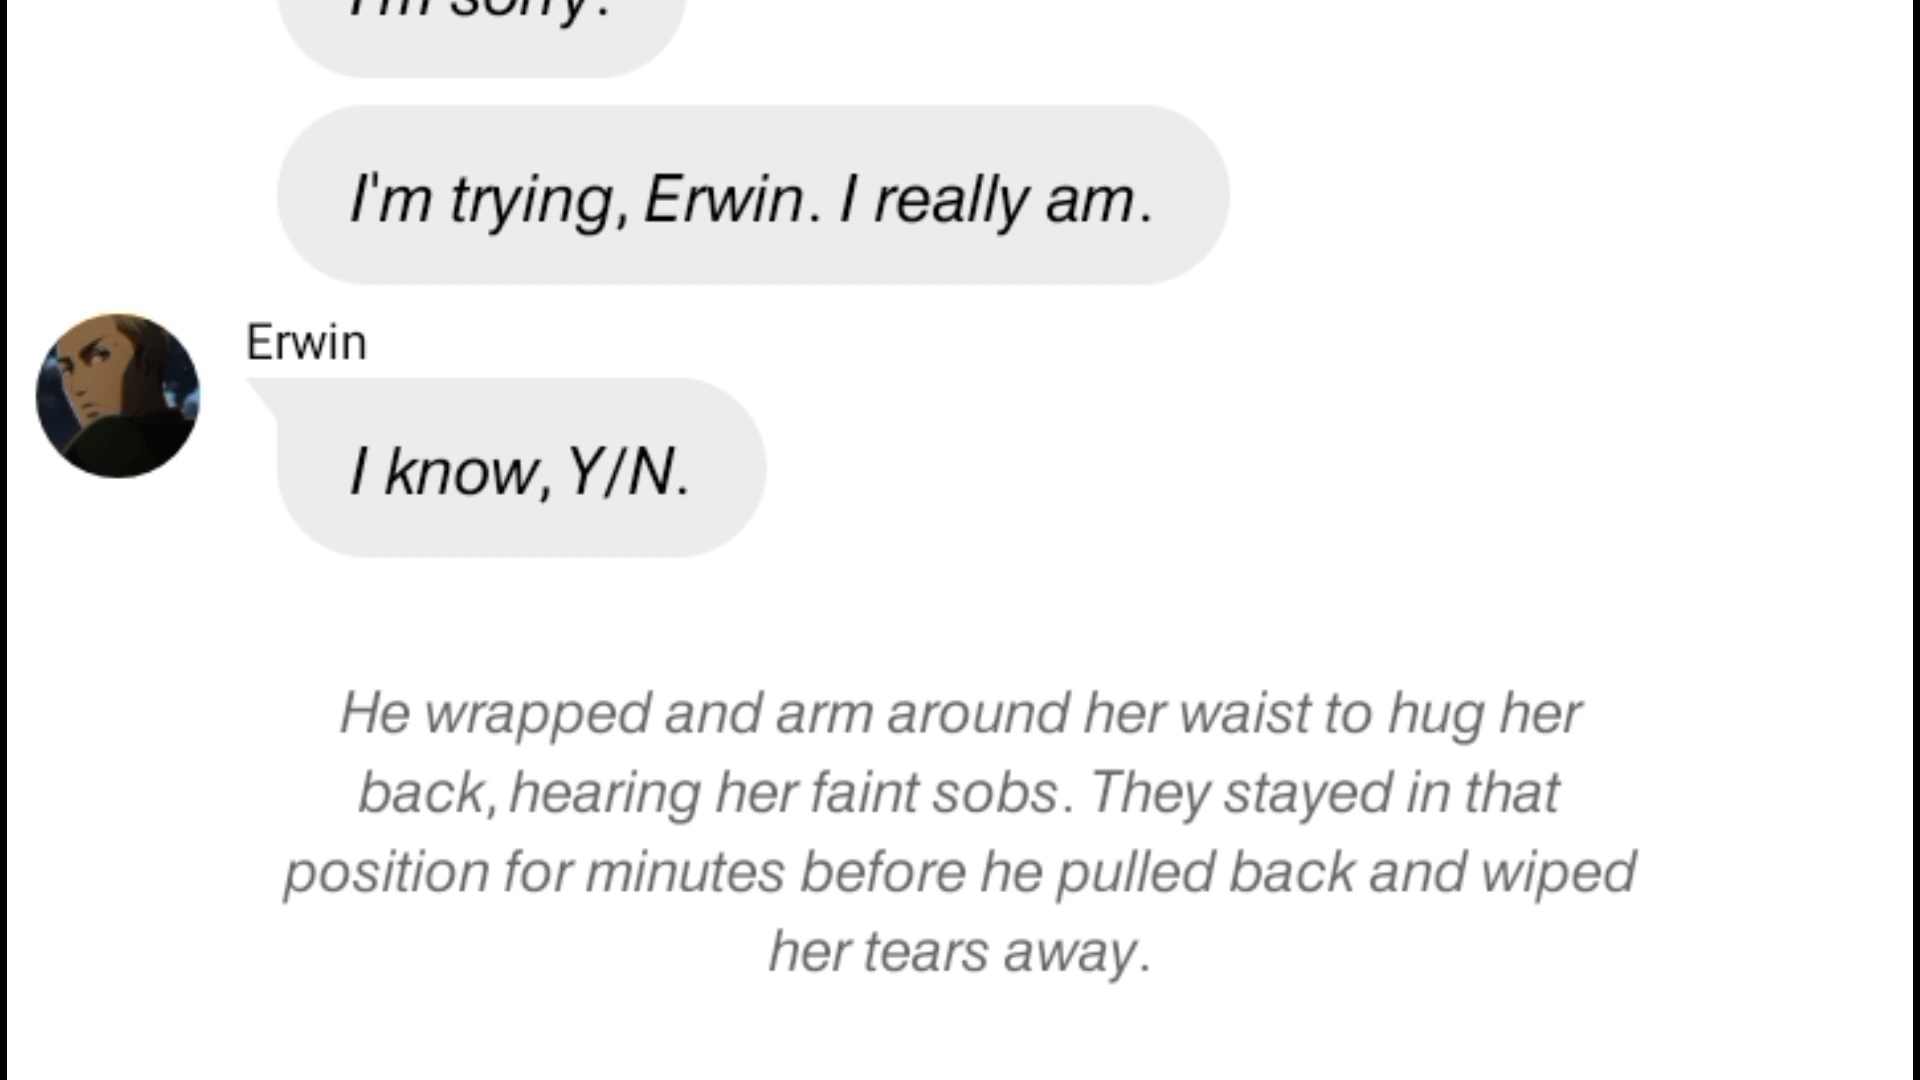 I'm sorry.
I'm trying, Erwin. I really am.
Erwin
I know, Y/N.
He wrapped and arm around her waist to hug her
back, hearing her faint sobs. They stayed in that
position for minutes before he pulled back and wiped
her tears away.